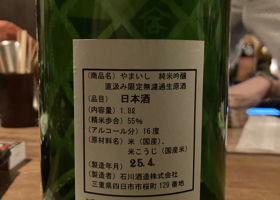 (商品名) やまいし 純米吟醸
直汲み限定無濾過生原酒
(品目) 日本酒
(内容量) 1.8ℓ
(精米歩合) 55%
(アルコール分) 16度
(原材料名) 米(国産)、
米こうじ(国産米)
(製造年月) 25.4
(製造者) 石川酒造株式会社
三重県四日市市桜町129番地